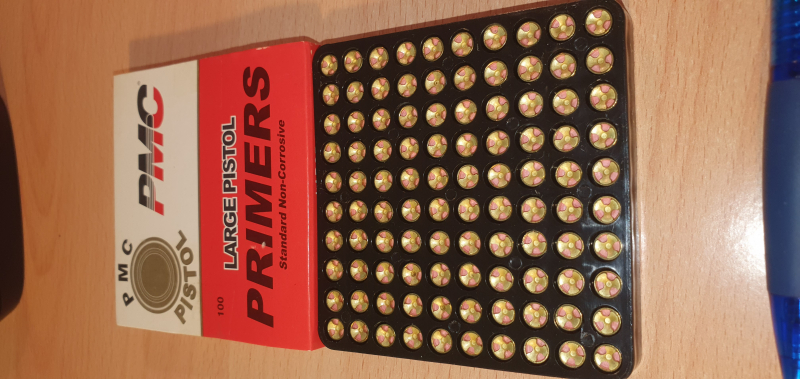 PMC
PISTOL
PMC
100
LARGE PISTOL
PRIMERS
Standard Non-Corrosive